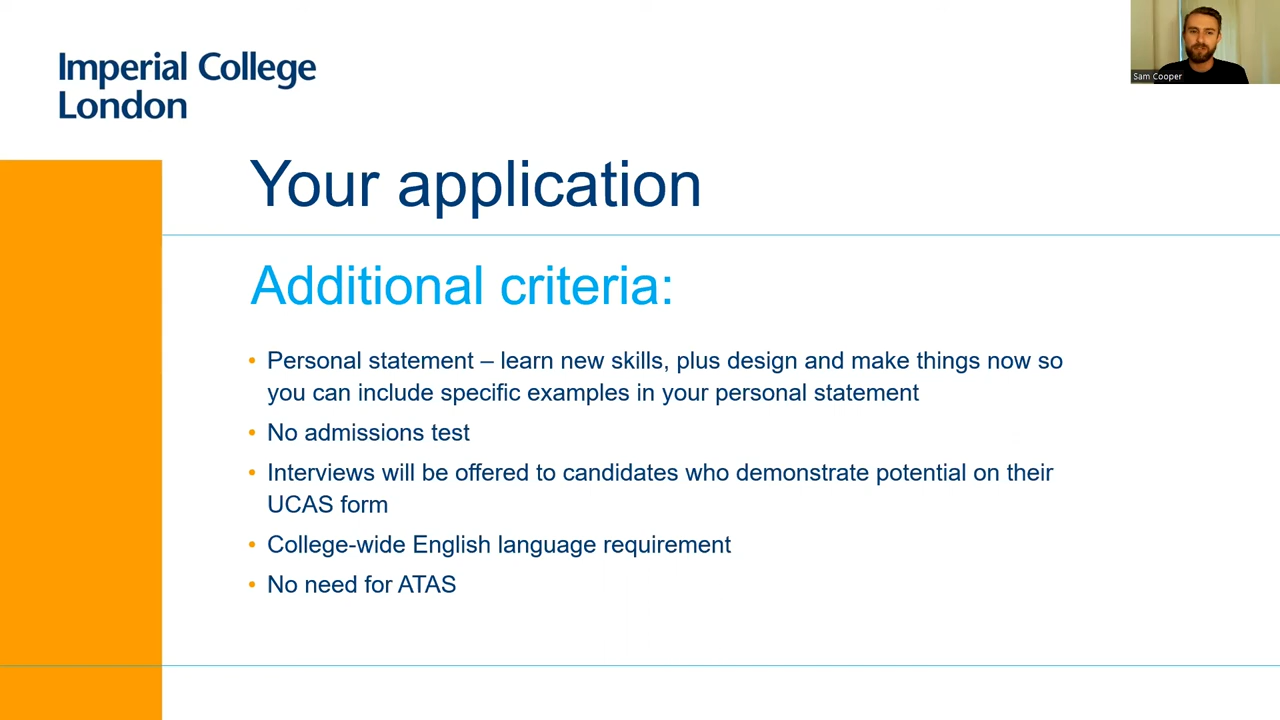 Imperial College
London
Sam Cooper
Your application
Additional criteria:
• Personal statement – learn new skills, plus design and make things now so
you can include specific examples in your personal statement
• No admissions test
• Interviews will be offered to candidates who demonstrate potential on their
UCAS form
• College-wide English language requirement
• No need for ATAS